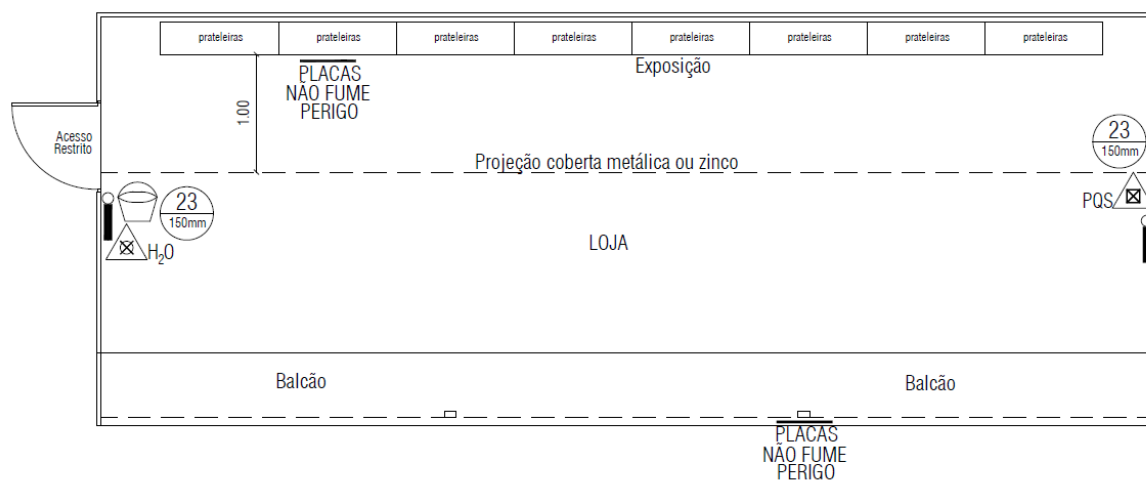 prateleiras prateleiras prateleiras prateleiras prateleiras prateleiras prateleiras prateleiras
PLACAS
NÃO FUME
PERIGO
Exposição
1.00
Acesso
Restrito
23
150mm
Projeção coberta metálica ou zinco
PQS
23
150mm
H₂O
LOJA
Balcão
Balcão
PLACAS
NÃO FUME
PERIGO